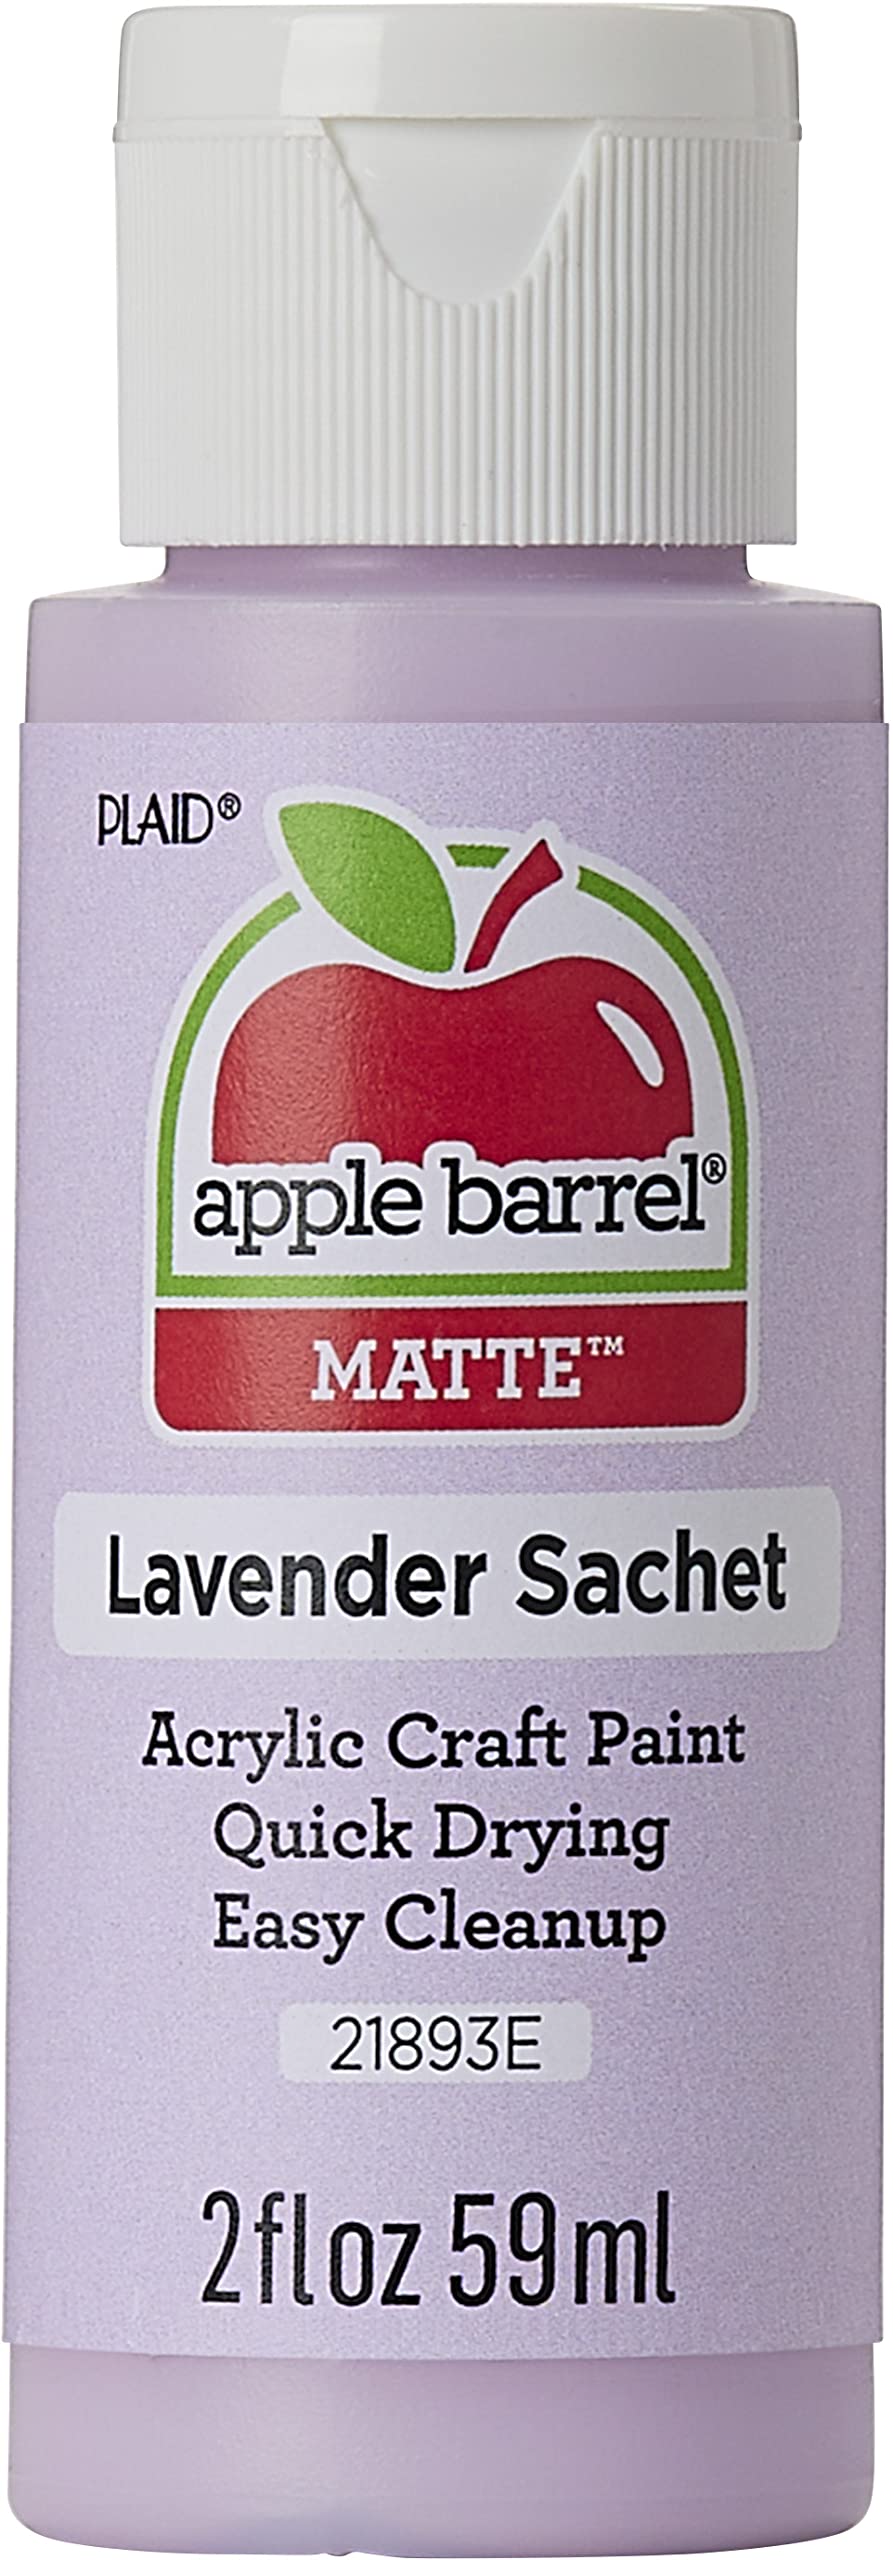 PLAID®
apple barrel®
MATTE™
Lavender Sachet
Acrylic Craft Paint
Quick Drying
Easy Cleanup
21893E
2 fl oz 59 ml